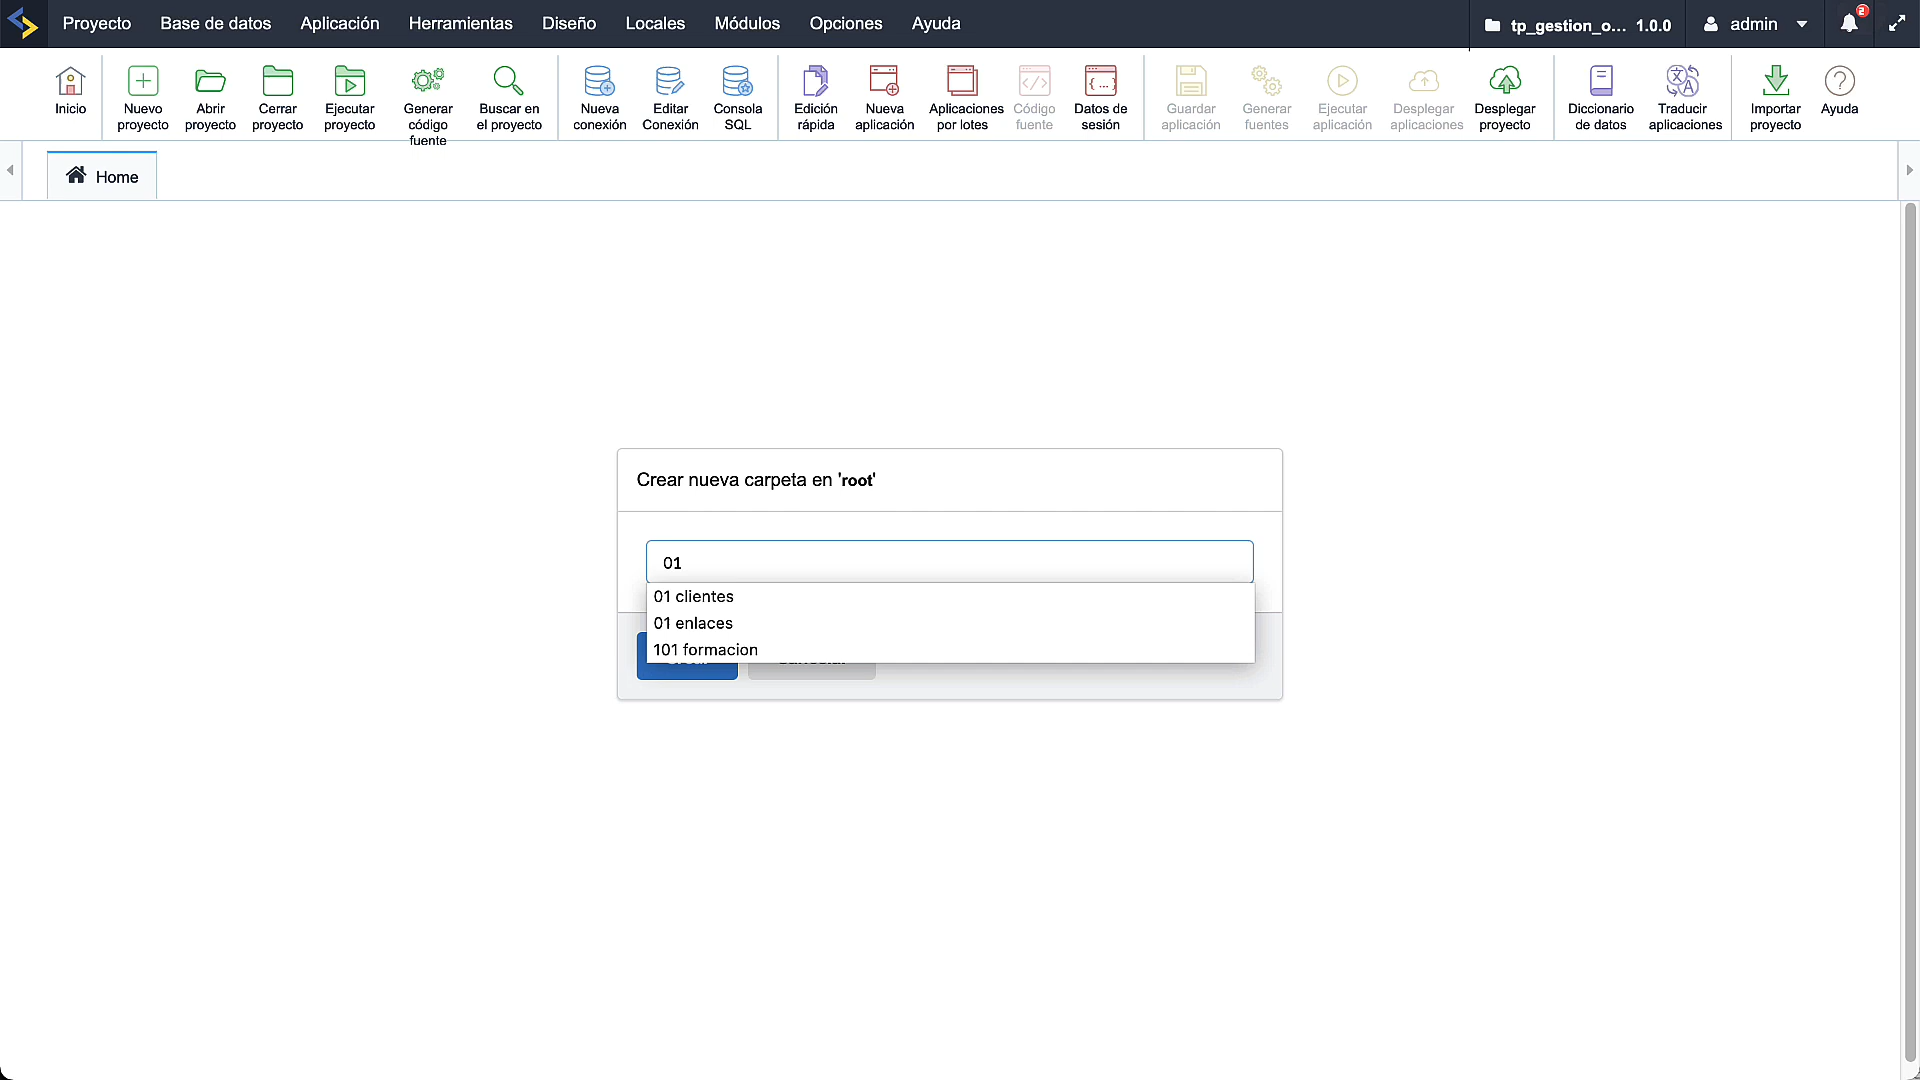 Proyecto Base de datos Aplicación Herramientas Diseño Locales Módulos Opciones Ayuda tp_gestion_o... 1.0.0 admin 2
Inicio
Nuevo proyecto
Abrir proyecto
Cerrar proyecto
Ejecutar proyecto
Generar código fuente
Buscar en el proyecto
Nueva conexión
Editar Conexión
Consola SQL
Edición rápida
Nueva aplicación
Aplicaciones por lotes
Código fuente
Datos de sesión
Guardar aplicación
Generar fuentes
Ejecutar aplicación
Desplegar aplicaciones
Desplegar proyecto
Diccionario de datos
Traducir aplicaciones
Importar proyecto
Ayuda
Home
Crear nueva carpeta en 'root'
01
01 clientes
01 enlaces
101 formacion